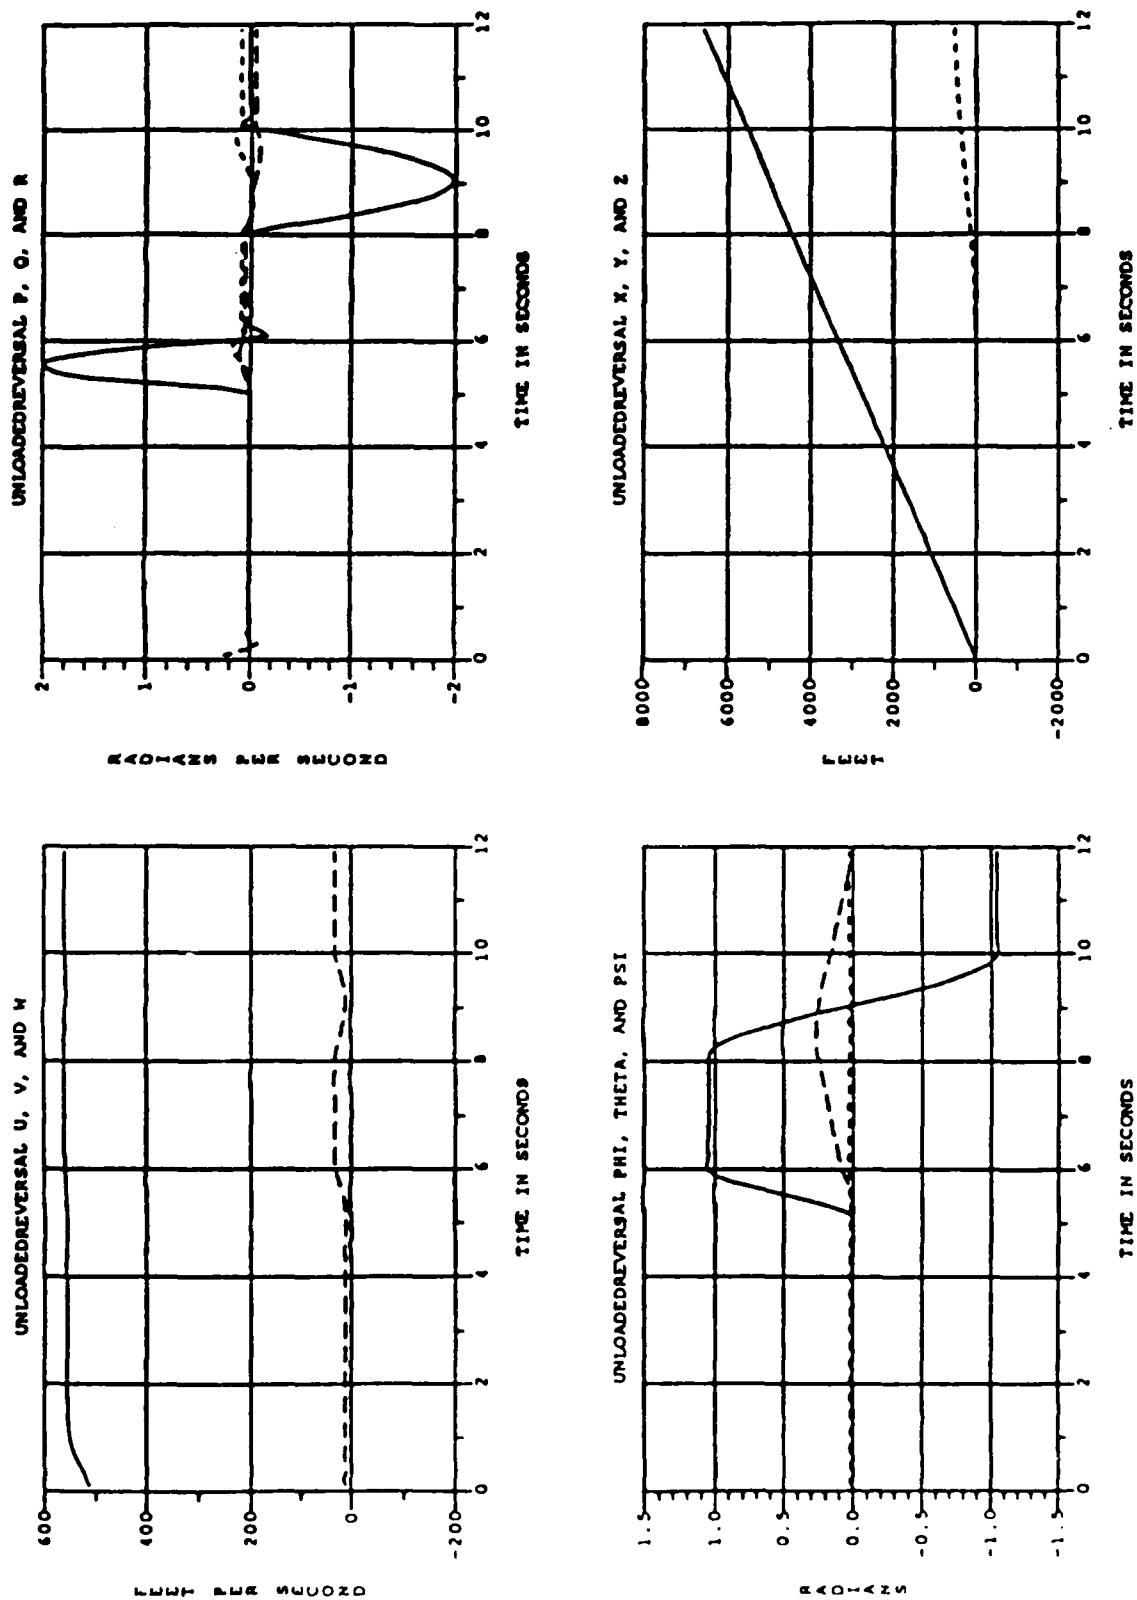 UNLOADEDREVERSAL U, V, AND W
FEET PER SECOND
600
400
200
0
-200
0 2 4 6 8 10 12
TIME IN SECONDS
UNLOADEDREVERSAL P, Q, AND R
RADIANS PER SECOND
2
1
0
-1
-2
0 2 4 6 8 10 12
TIME IN SECONDS
UNLOADEDREVERSAL PHI, THETA, AND PSI
RADIANS
1.5
1.0
0.5
0.0
-0.5
-1.0
-1.5
0 2 4 6 8 10 12
TIME IN SECONDS
UNLOADEDREVERSAL X, Y, AND Z
FEET
8000
6000
4000
2000
0
-2000
0 2 4 6 8 10 12
TIME IN SECONDS